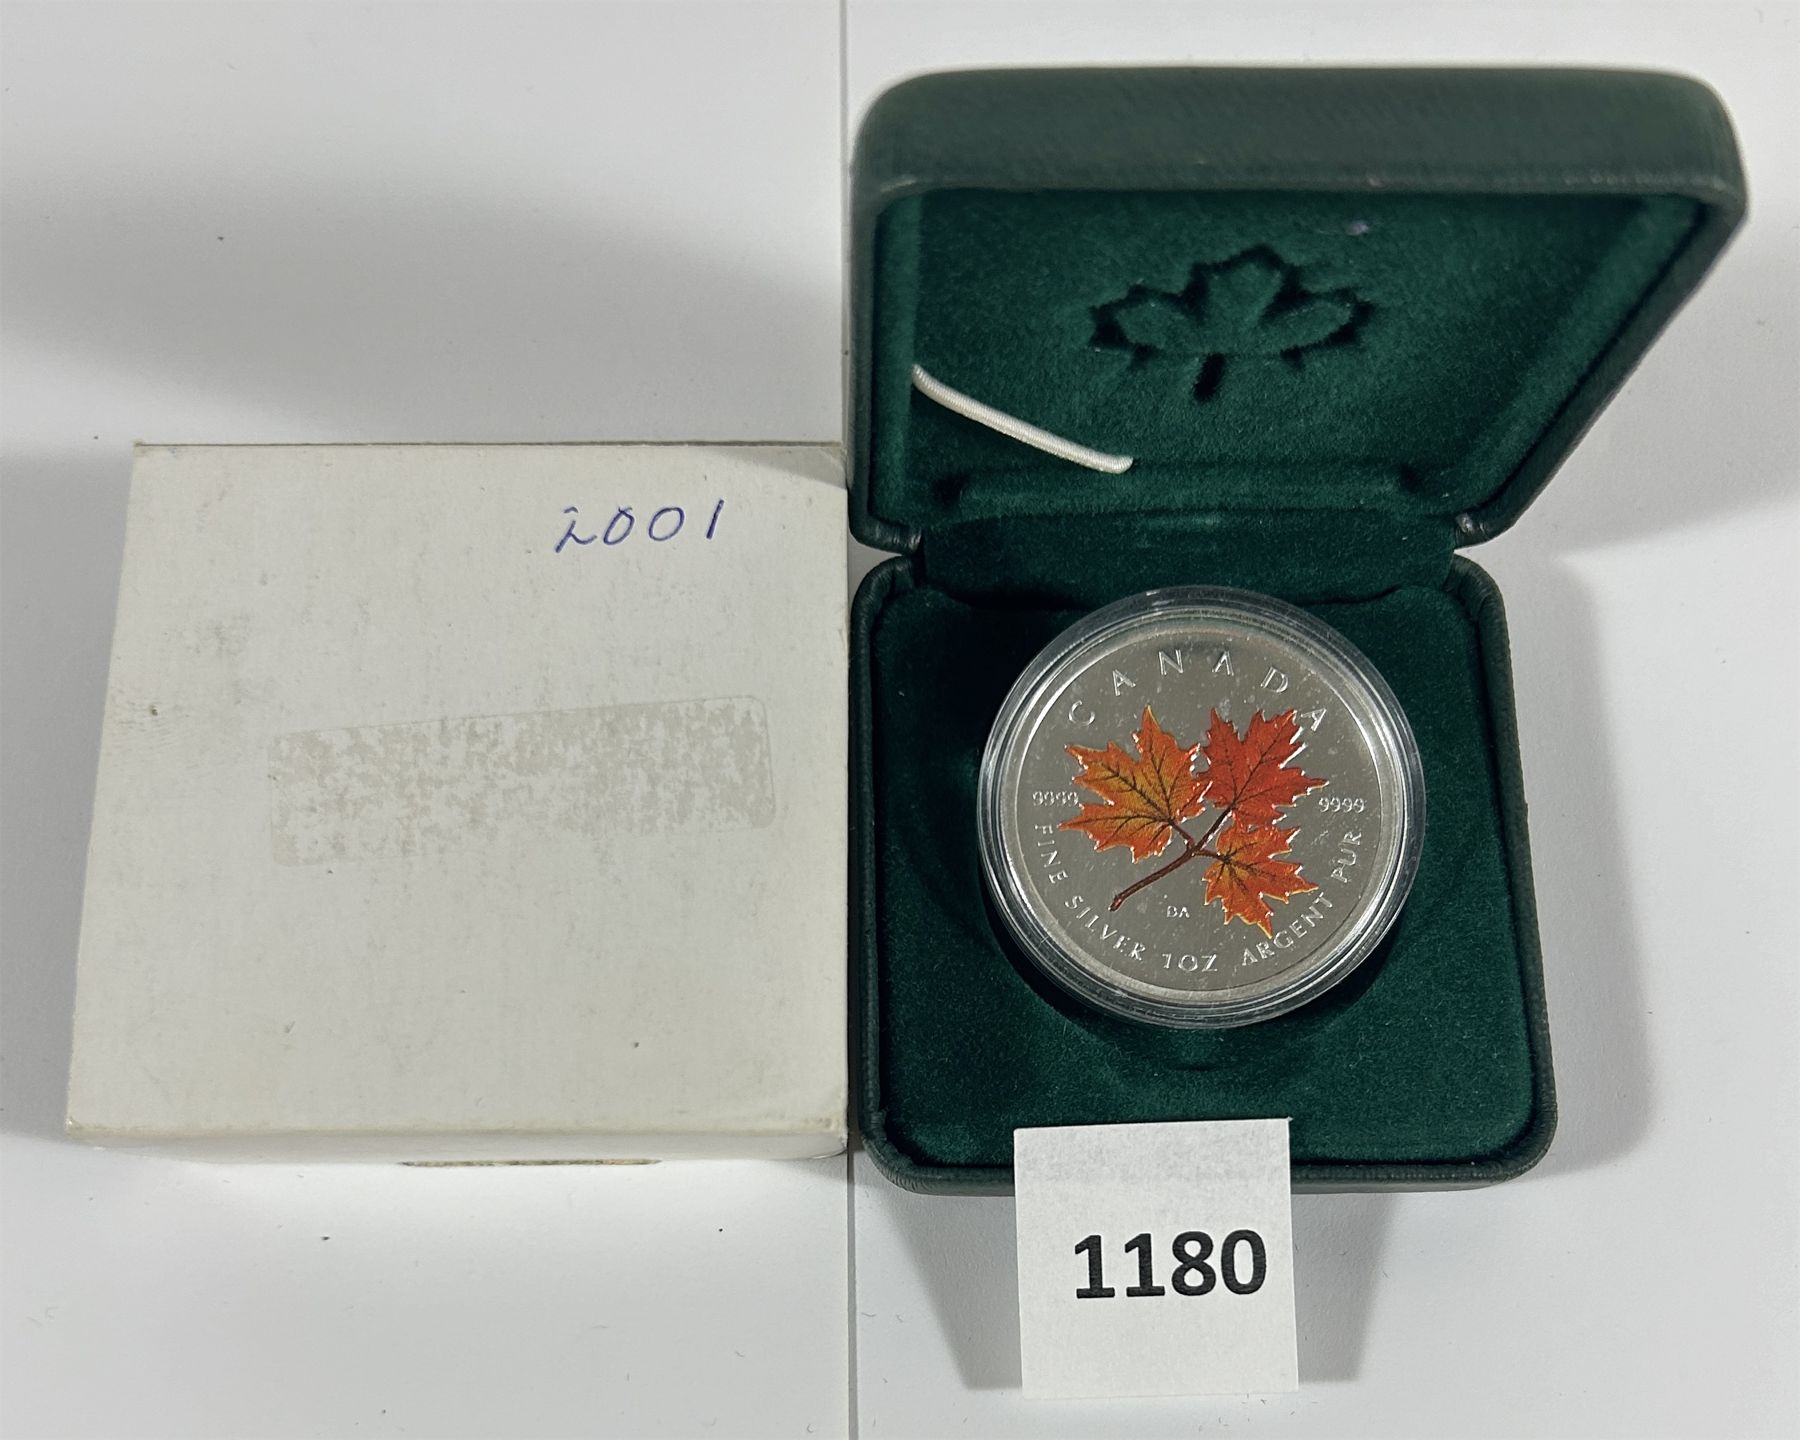 2001
CANADA
9999 9999
FINE SILVER 1OZ ARGENT PUR
DA
1180